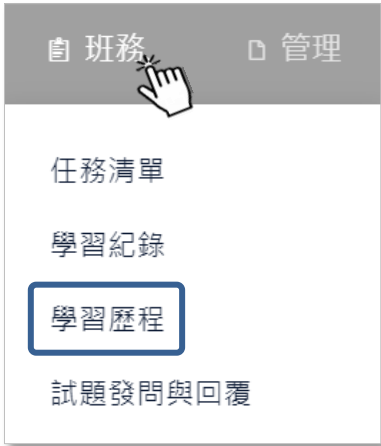 班務 管理
任務清單
學習紀錄
學習歷程
試題發問與回覆